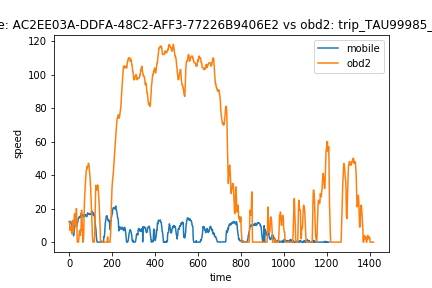 e: AC2EE03A-DDFA-48C2-AFF3-77226B9406E2 vs obd2: trip_TAU99985_
mobile
obd2
120
100
80
60
40
20
0
speed
0 200 400 600 800 1000 1200 1400
time